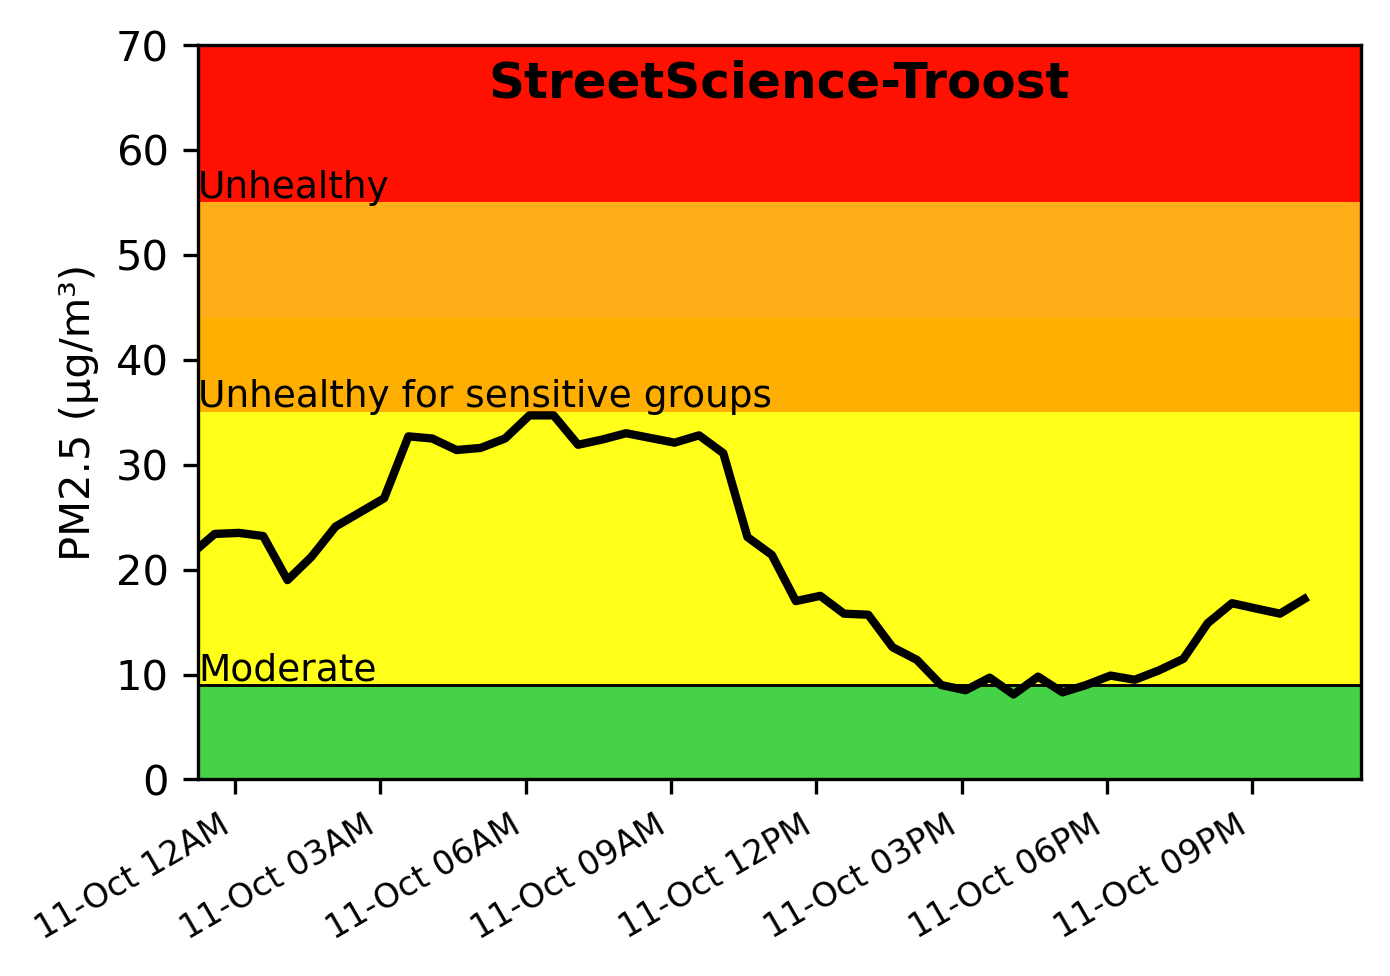 StreetScience-Troost
PM2.5 (µg/m³)
70
60
50
40
30
20
10
0
Unhealthy
Unhealthy for sensitive groups
Moderate
11-Oct 12AM
11-Oct 03AM
11-Oct 06AM
11-Oct 09AM
11-Oct 12PM
11-Oct 03PM
11-Oct 06PM
11-Oct 09PM